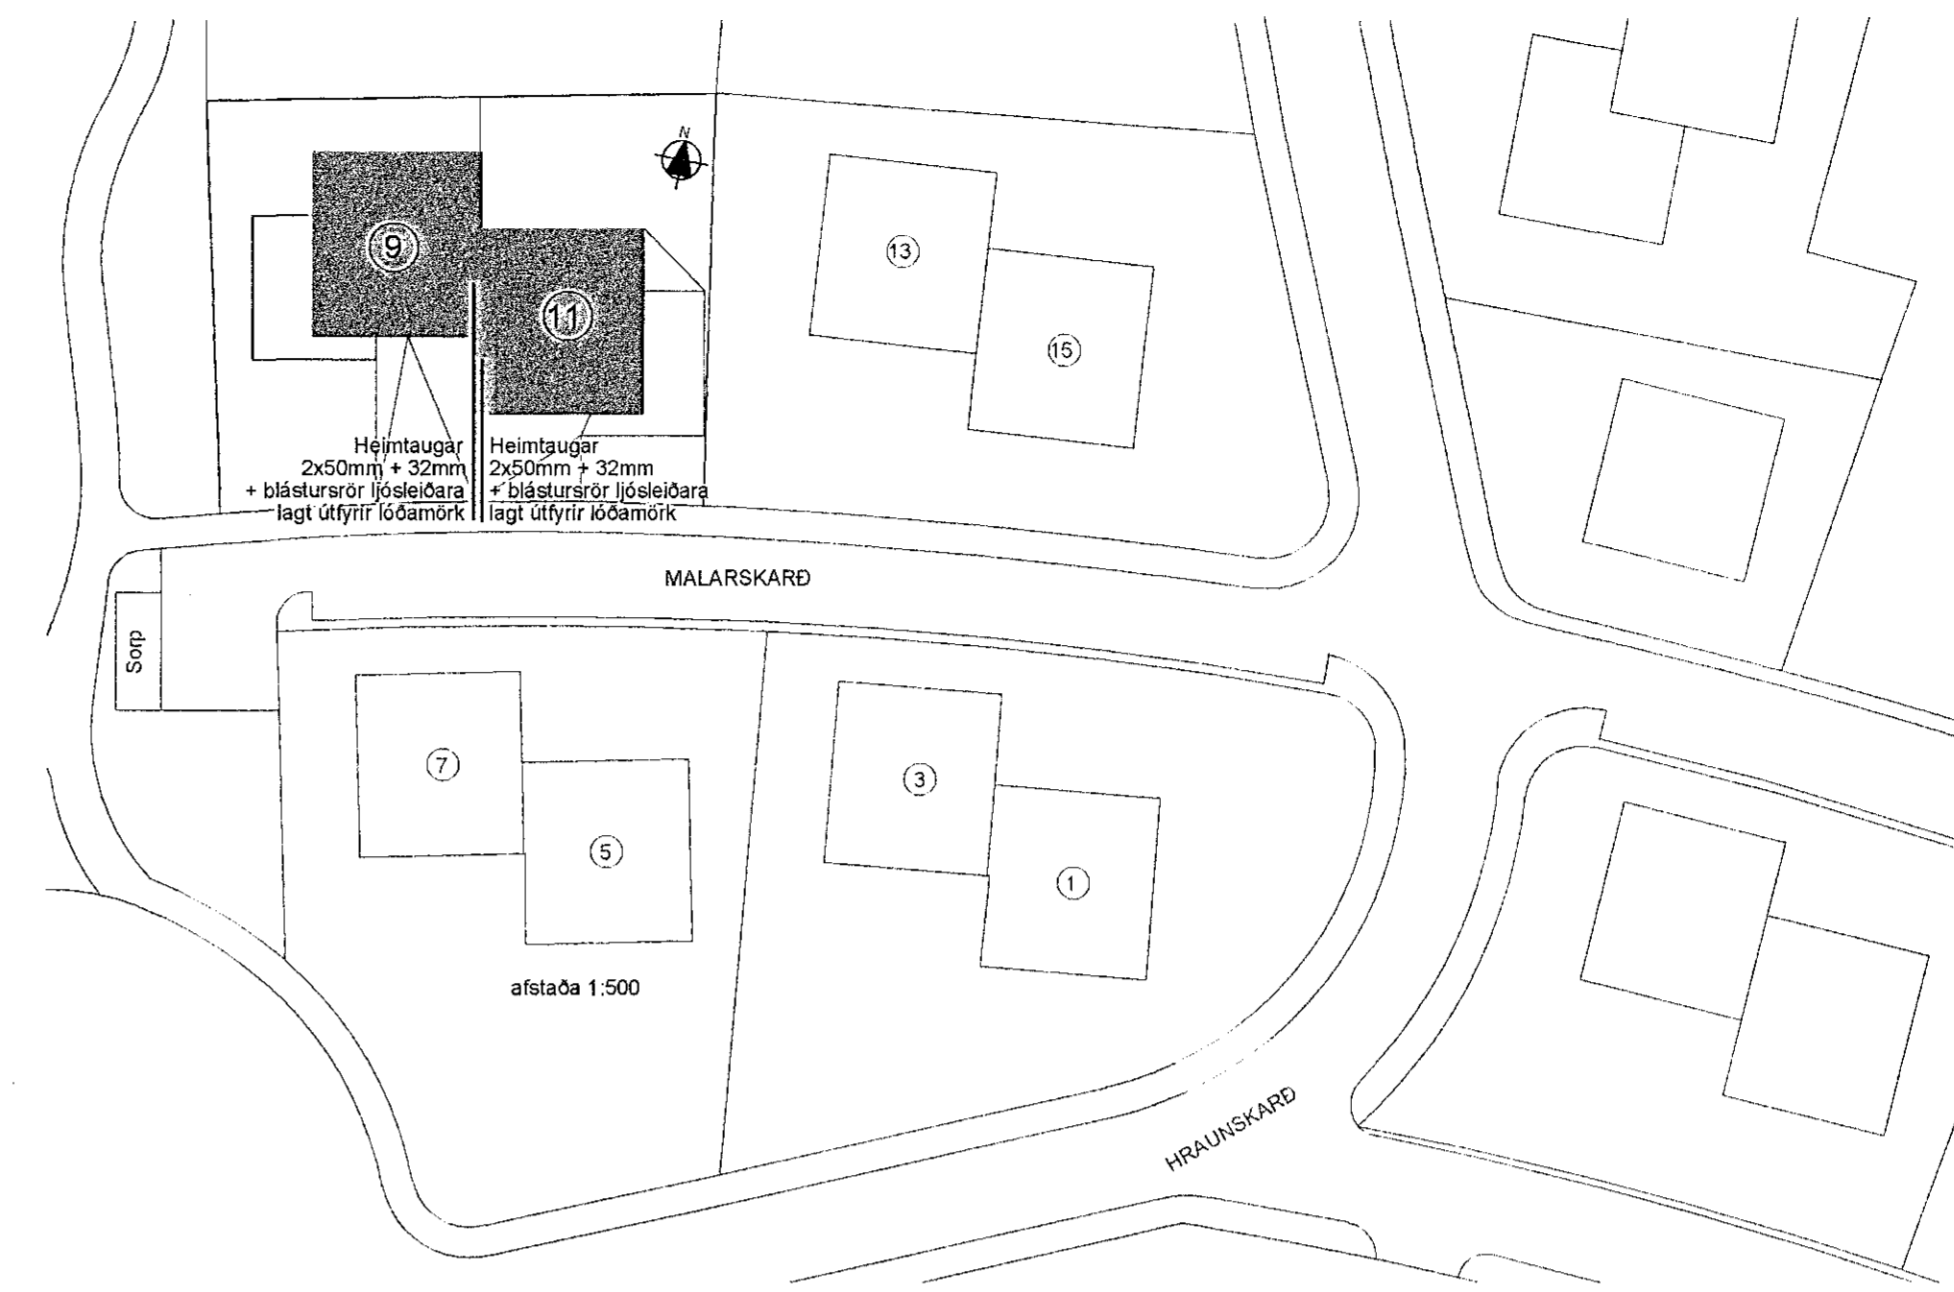 N
9
11
13
15
Heimtaugar
2x50mm + 32mm
+ blástursrör ljósleiðara
lagt útfyrir lóðamörk
Heimtaugar
2x50mm + 32mm
+ blástursrör ljósleiðara
lagt útfyrir lóðamörk
MALARSKARÐ
Sorp
7
5
3
1
afstaða 1:500
HRAUNSKARÐ